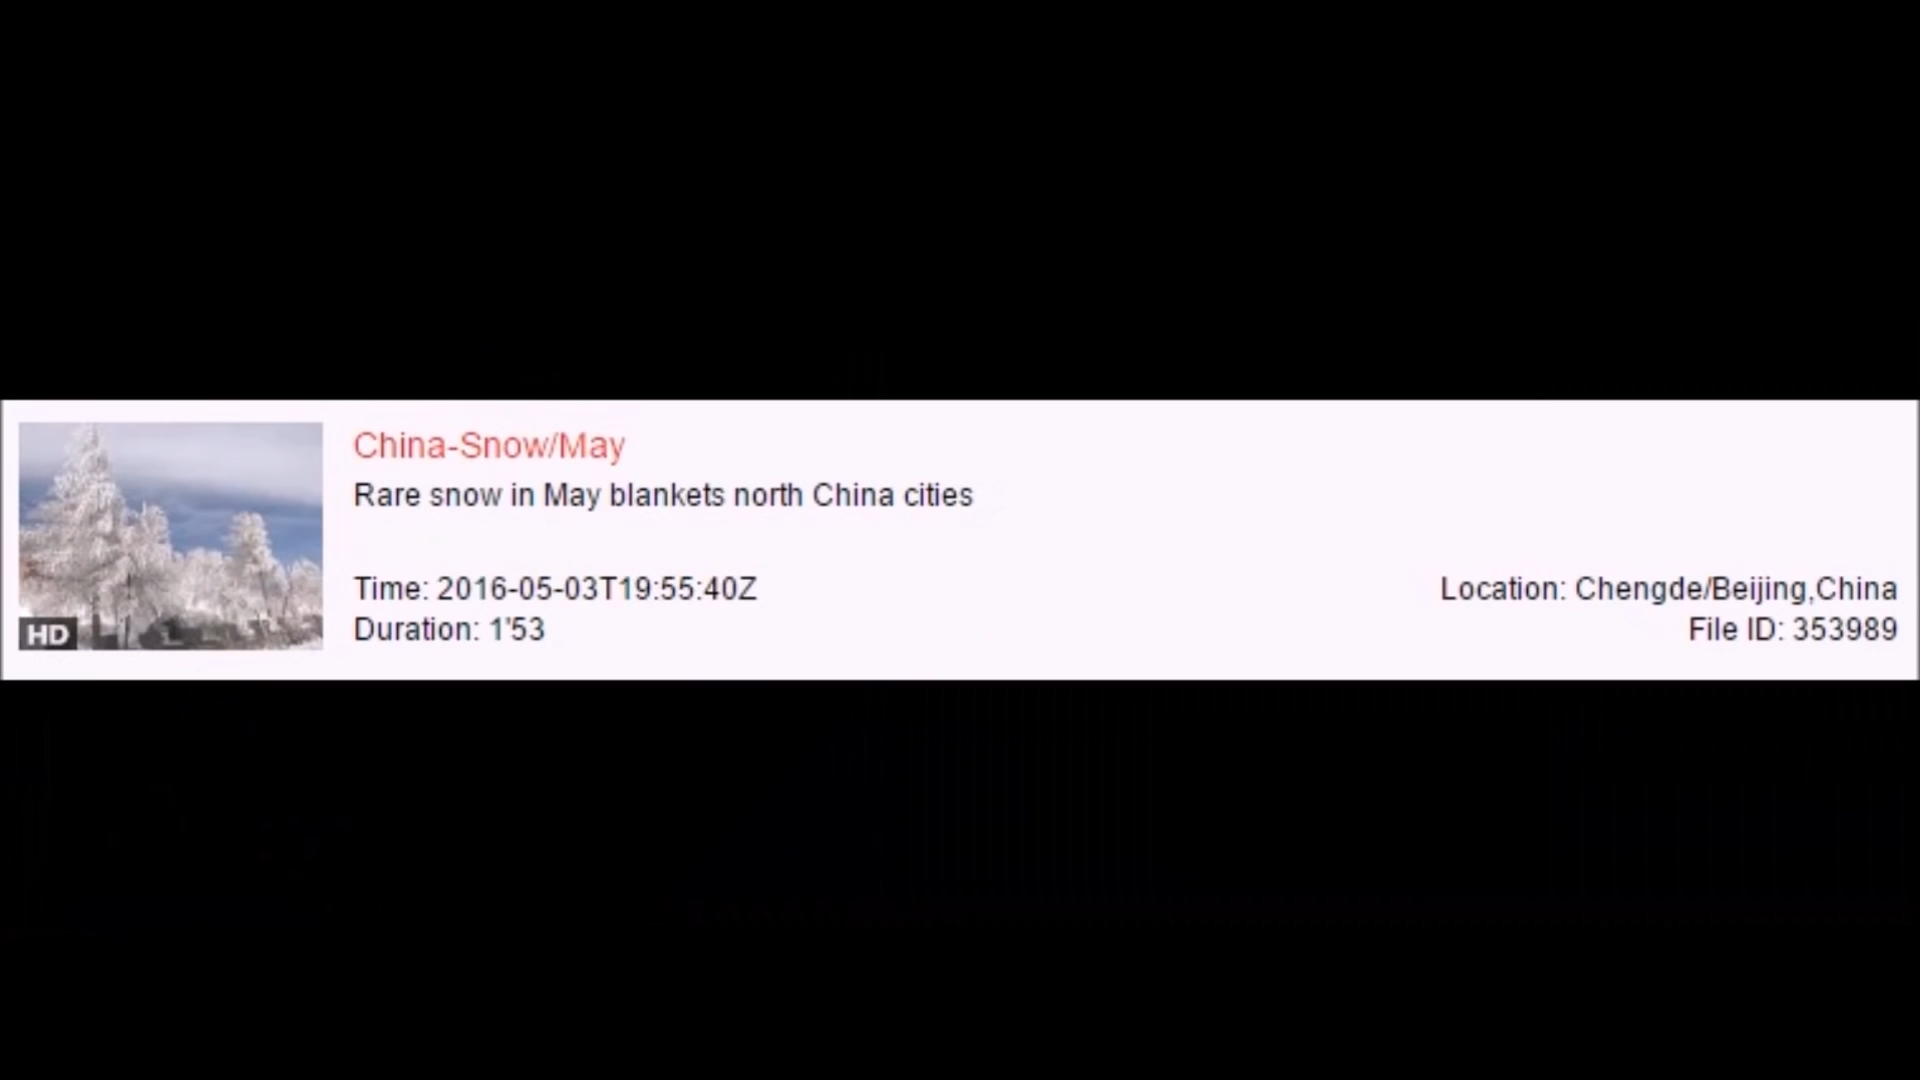 China-Snow/May
Rare snow in May blankets north China cities
Time: 2016-05-03T19:55:40Z
Location: Chengde/Beijing,China
Duration: 1'53
File ID: 353989
HD